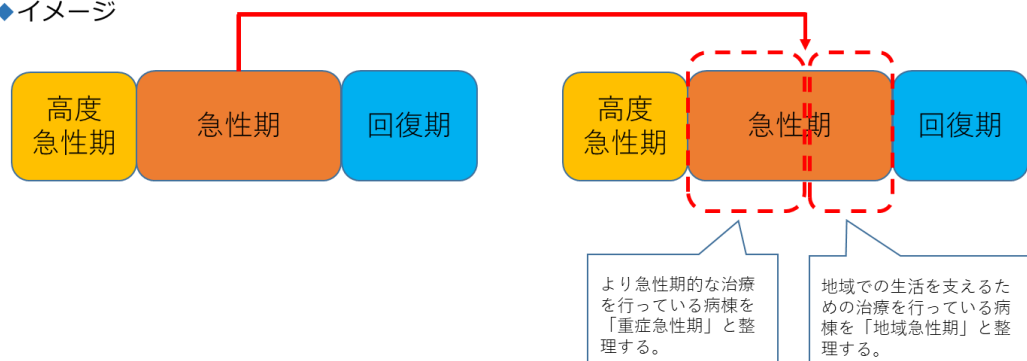 ◆イメージ
高度
急性期
急性期
回復期
高度
急性期
急性期
回復期
より急性期的な治療
を行っている病棟を
「重症急性期」と整
理する。
地域での生活を支えるた
めの治療を行っている病
棟を「地域急性期」と整
理する。